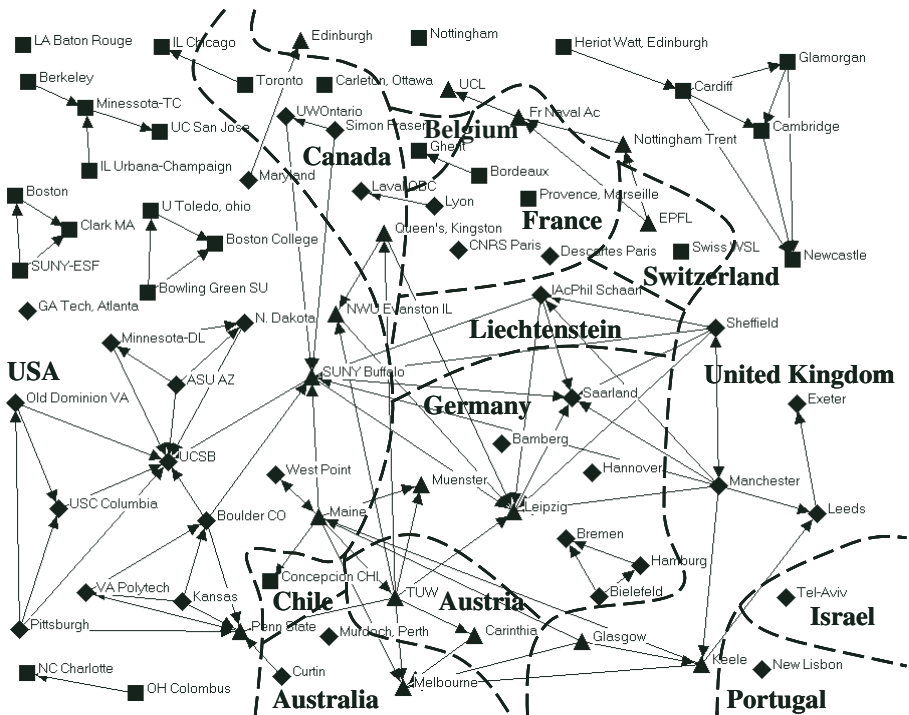 Edinburgh
Nottingham
LA Baton Rouge
IL Chicago
Heriot Watt, Edinburgh
Glamorgan
Berkeley
Toronto
Carleton, Ottawa
UCL
Cardiff
Minessota-TC
UWOntario
Simon Fraser
Belgium
Fr Naval Ac
Cambridge
UC San Jose
Canada
Ghent
Nottingham Trent
IL Urbana-Champaign
Maryland
Bordeaux
Boston
Laval QBC
Lyon
Provence, Marseille
U Toledo, ohio
France
EPFL
Clark MA
Queen's, Kingston
Boston College
CNRS Paris
Descartes Paris
Swiss WSL
Newcastle
SUNY-ESF
Switzerland
Bowling Green SU
IAcPhil Schaan
GA Tech, Atlanta
N. Dakota
NWU Evanston IL
Liechtenstein
Sheffield
Minnesota-DL
USA
SUNY Buffalo
United Kingdom
ASU AZ
Old Dominion VA
Germany
Saarland
Exeter
Bamberg
UCSB
West Point
Muenster
Hannover
Manchester
USC Columbia
Boulder CO
Maine
Leipzig
Leeds
Bremen
Hamburg
Concepcion CHI
VA Polytech
Kansas
Chile
TUW
Austria
Bielefeld
Tel-Aviv
Israel
Pittsburgh
Penn State
Murdoch, Perth
Carinthia
Glasgow
NC Charlotte
Curtin
Keele
New Lisbon
OH Colombus
Australia
Melbourne
Portugal